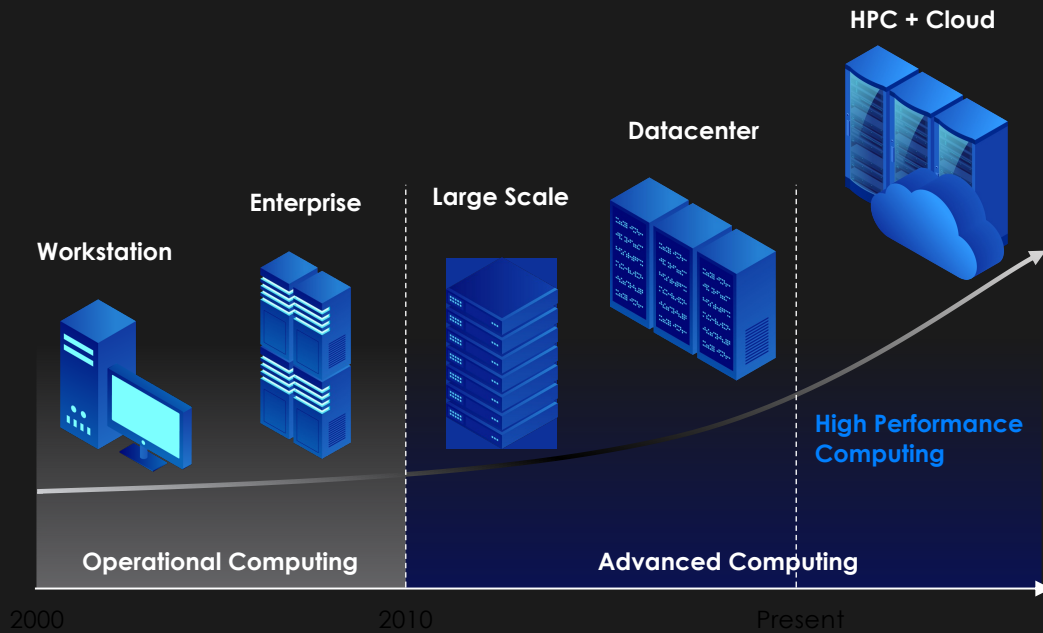 HPC + Cloud
Datacenter
Large Scale
Enterprise
Workstation
High Performance
Computing
Operational Computing
Advanced Computing
2000
2010
Present